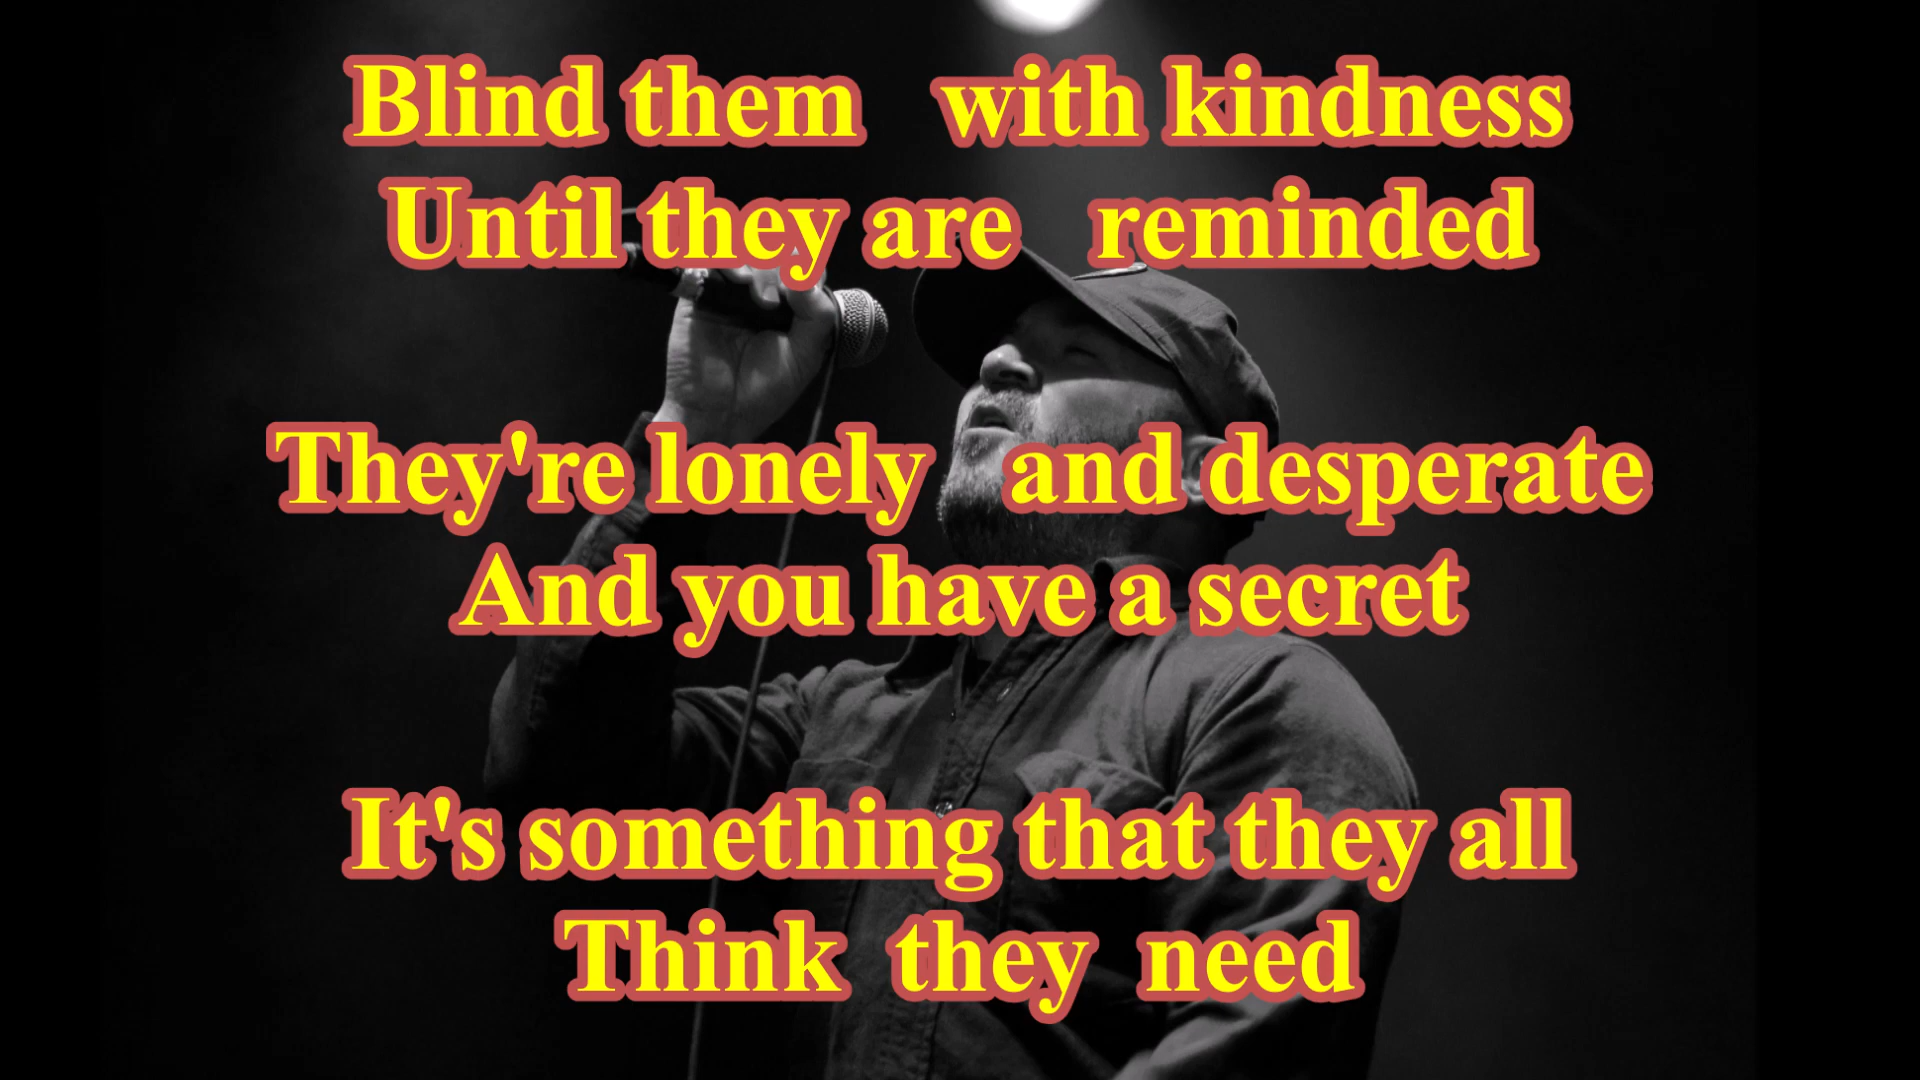 Blind them with kindness
Until they are reminded
They're lonely and desperate
And you have a secret
It's something that they all
Think they need